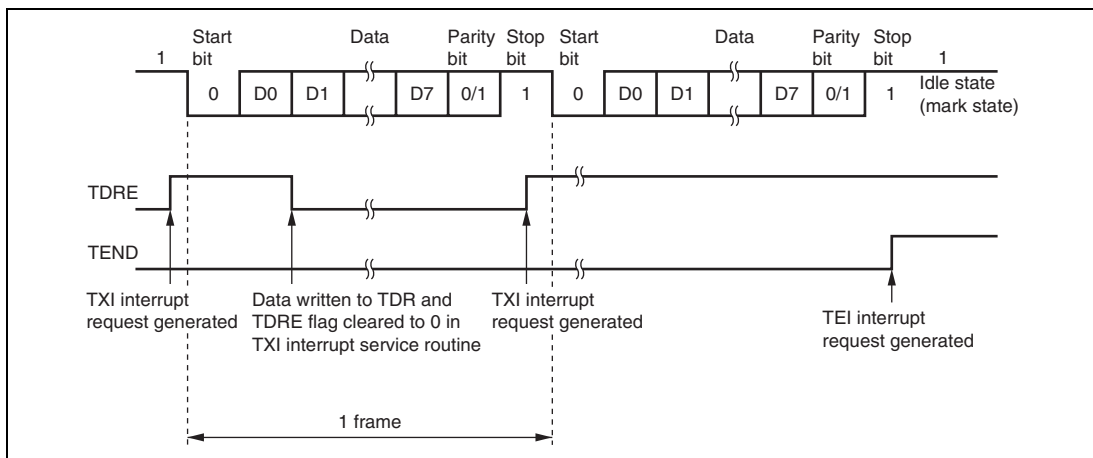 Start bit
Data
Parity bit
Stop bit
Start bit
Data
Parity bit
Stop bit
1
1
0
D0
D1
D7
0/1
1
0
D0
D1
D7
0/1
1
Idle state
(mark state)
TDRE
TEND
TXI interrupt
request generated
Data written to TDR and
TDRE flag cleared to 0 in
TXI interrupt service routine
TXI interrupt
request generated
TEI interrupt
request generated
1 frame